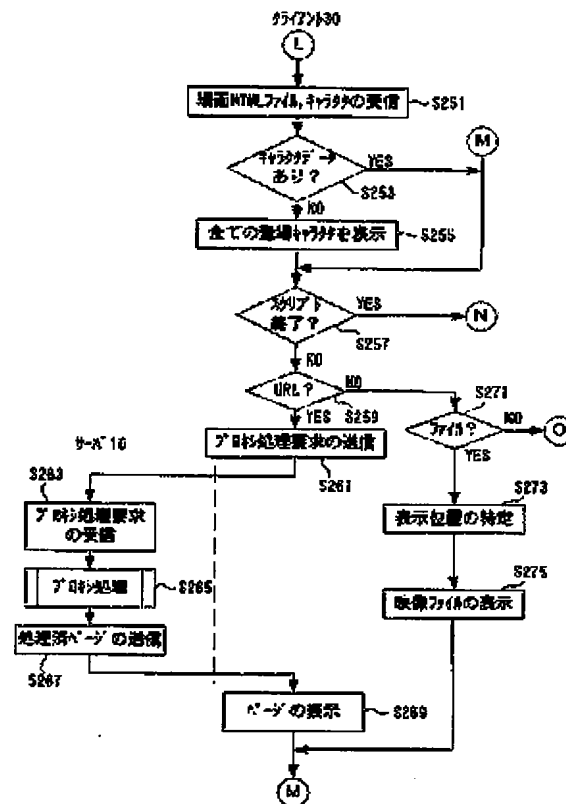 クライアント30
L
場面HTMLファイル,キャラクタの受信
S251
M
キャラクタデータ
あり？
YES
S253
NO
全ての登場キャラクタを表示
S255
スクリプト
終了？
YES
N
S257
NO
URL？
NO
S259
YES
S271
ファイル？
NO
O
YES
サーバ10
プロキシ処理要求の送信
S261
S263
プロキシ処理要求
の受信
S273
表示位置の特定
プロキシ処理
S265
S275
映像ファイルの表示
処理済ページの送信
S267
ページの表示
S269
M